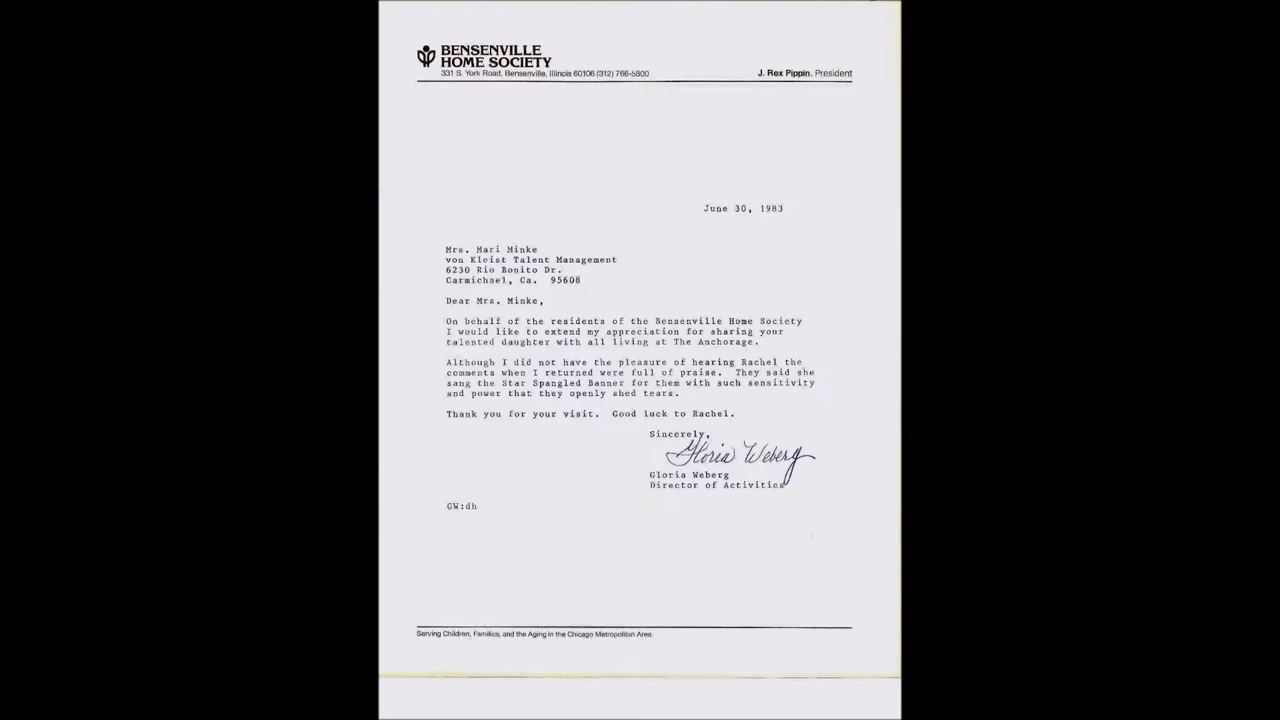 BENSENVILLE
HOME SOCIETY
331 S. York Road, Bensenville, Illinois 60106 (312) 766-5800
J. Rex Pippin, President
June 30, 1983
Mrs. Mari Minke
von Kleist Talent Management
6230 Rio Bonito Dr.
Carmichael, Ca. 95608
Dear Mrs. Minke,
On behalf of the residents of the Bensenville Home Society
I would like to extend my appreciation for sharing your
talented daughter with all living at The Anchorage.
Although I did not have the pleasure of hearing Rachel the
comments when I returned were full of praise. They said she
sang the Star Spangled Banner for them with such sensitivity
and power that they openly shed tears.
Thank you for your visit. Good luck to Rachel.
Sincerely,
Gloria Weberg
Gloria Weberg
Director of Activities
GW:dh
Serving Children, Families, and the Aging in the Chicago Metropolitan Area.